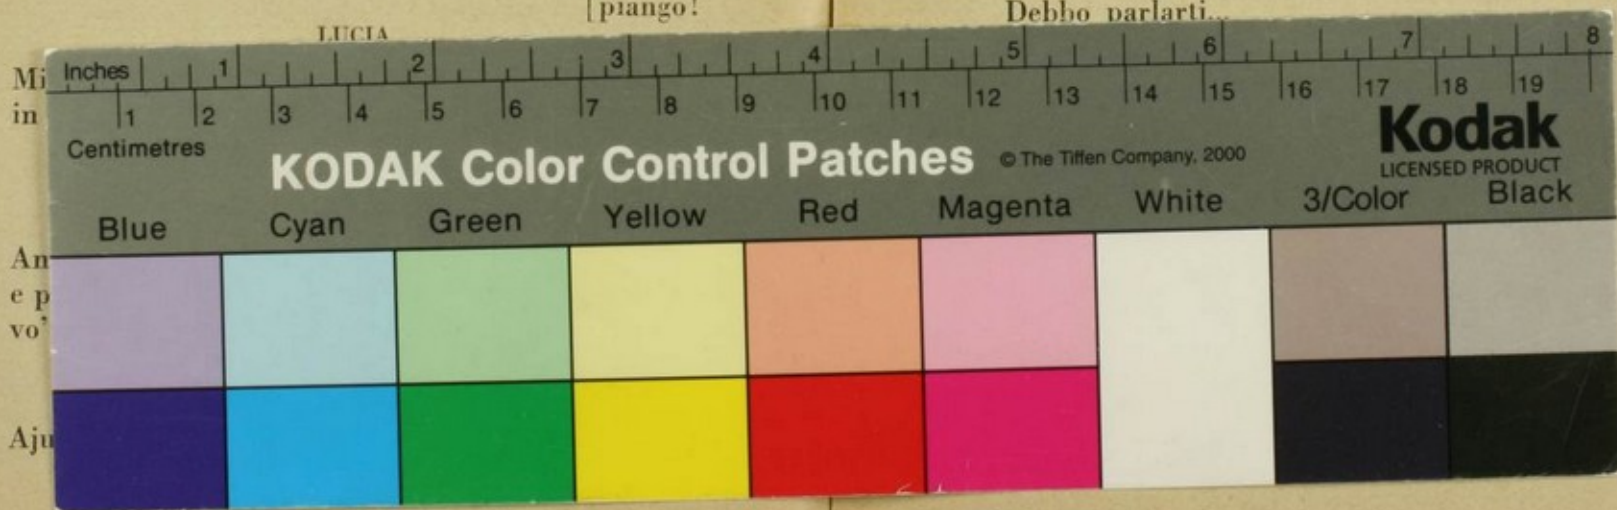 [piango!
Debbo parlarti...
LUCIA
Mi
in
An
e p
vo'
Aju
Inches 1 2 3 4 5 6 7 8
1 2 3 4 5 6 7 8 9 10 11 12 13 14 15 16 17 18 19
Centimetres
KODAK Color Control Patches © The Tiffen Company, 2000
Kodak
LICENSED PRODUCT
Blue Cyan Green Yellow Red Magenta White 3/Color Black